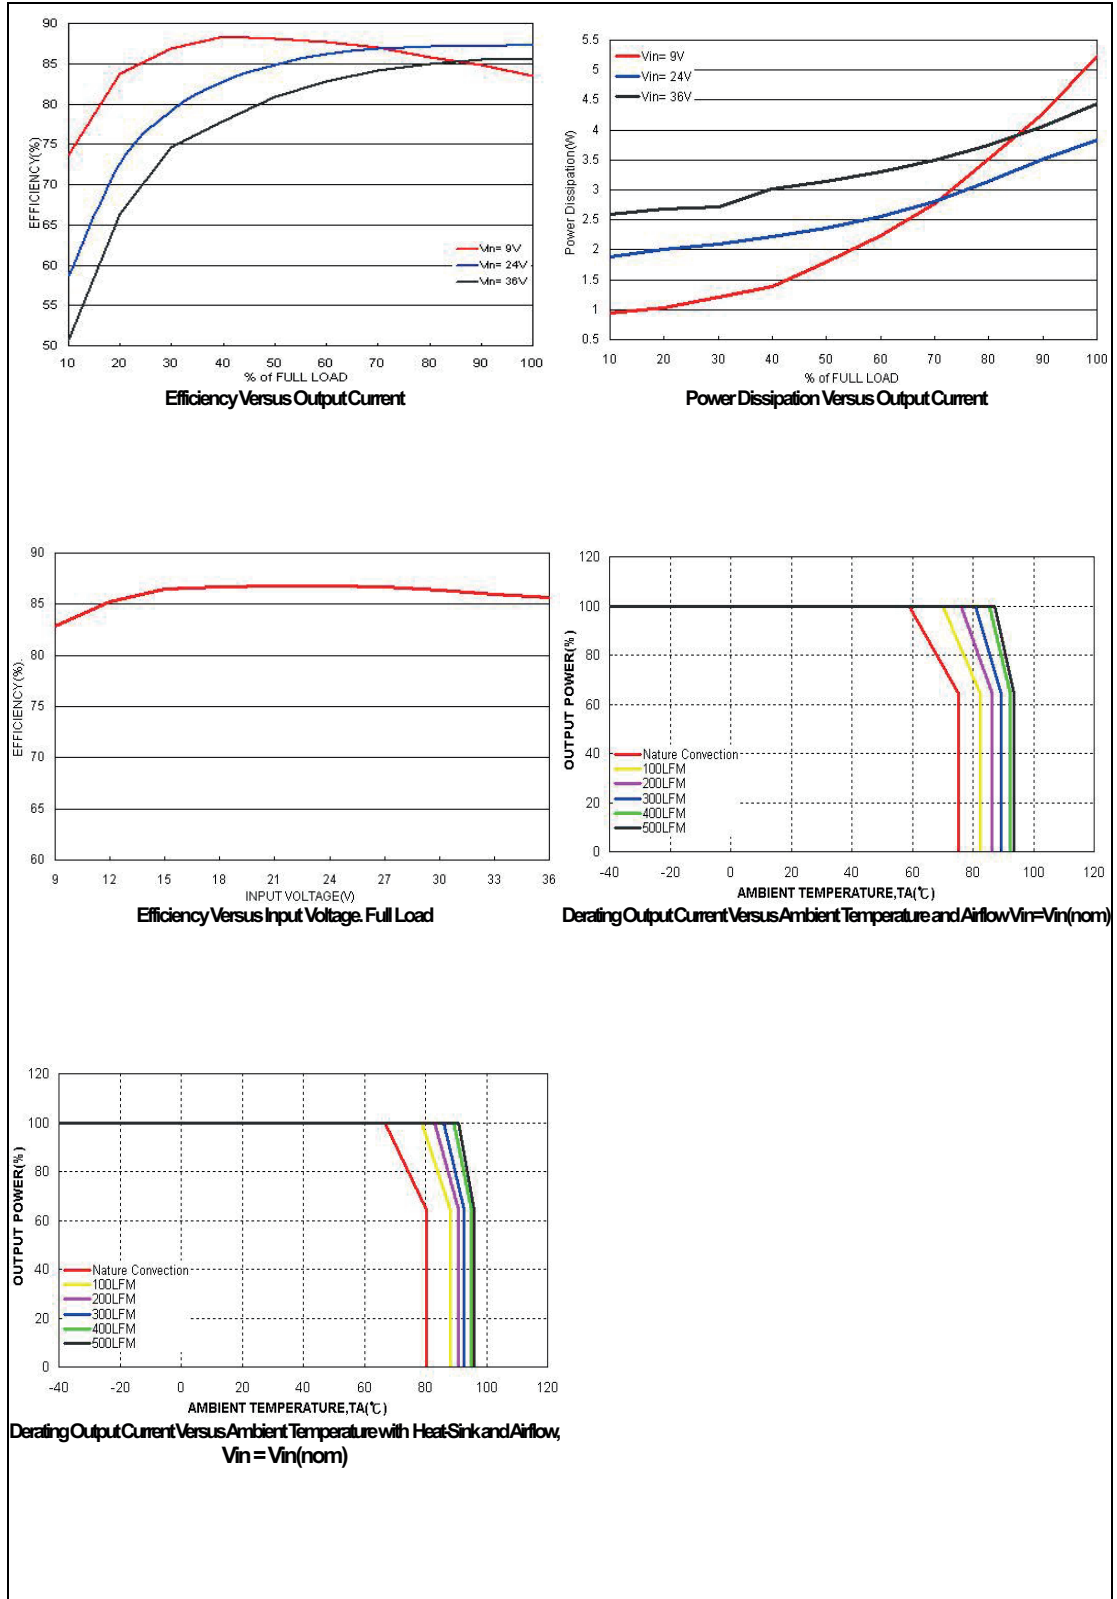 90
85
80
75
70
65
60
55
50
EFFICIENCY(%)
Vin= 9V
Vin= 24V
Vin= 36V
10 20 30 40 50 60 70 80 90 100
% of FULL LOAD
Efficiency Versus Output Current
5.5
5
4.5
4
3.5
3
2.5
2
1.5
1
0.5
Power Dissipation(W)
Vin= 9V
Vin= 24V
Vin= 36V
10 20 30 40 50 60 70 80 90 100
% of FULL LOAD
Power Dissipation Versus Output Current
90
85
80
75
70
65
60
EFFICIENCY(%).
9 12 15 18 21 24 27 30 33 36
INPUT VOLTAGE(V)
Efficiency Versus Input Voltage. Full Load
120
100
80
60
40
20
0
OUTPUT POWER(%)
Nature Convection
100LFM
200LFM
300LFM
400LFM
500LFM
-40 -20 0 20 40 60 80 100 120
AMBIENT TEMPERATURE,TA(℃)
Derating Output Current Versus Ambient Temperature and Airflow Vin=Vin(nom)
120
100
80
60
40
20
0
OUTPUT POWER(%)
Nature Convection
100LFM
200LFM
300LFM
400LFM
500LFM
-40 -20 0 20 40 60 80 100 120
AMBIENT TEMPERATURE,TA(℃)
Derating Output Current Versus Ambient Temperature with Heat-Sink and Airflow,
Vin = Vin(nom)